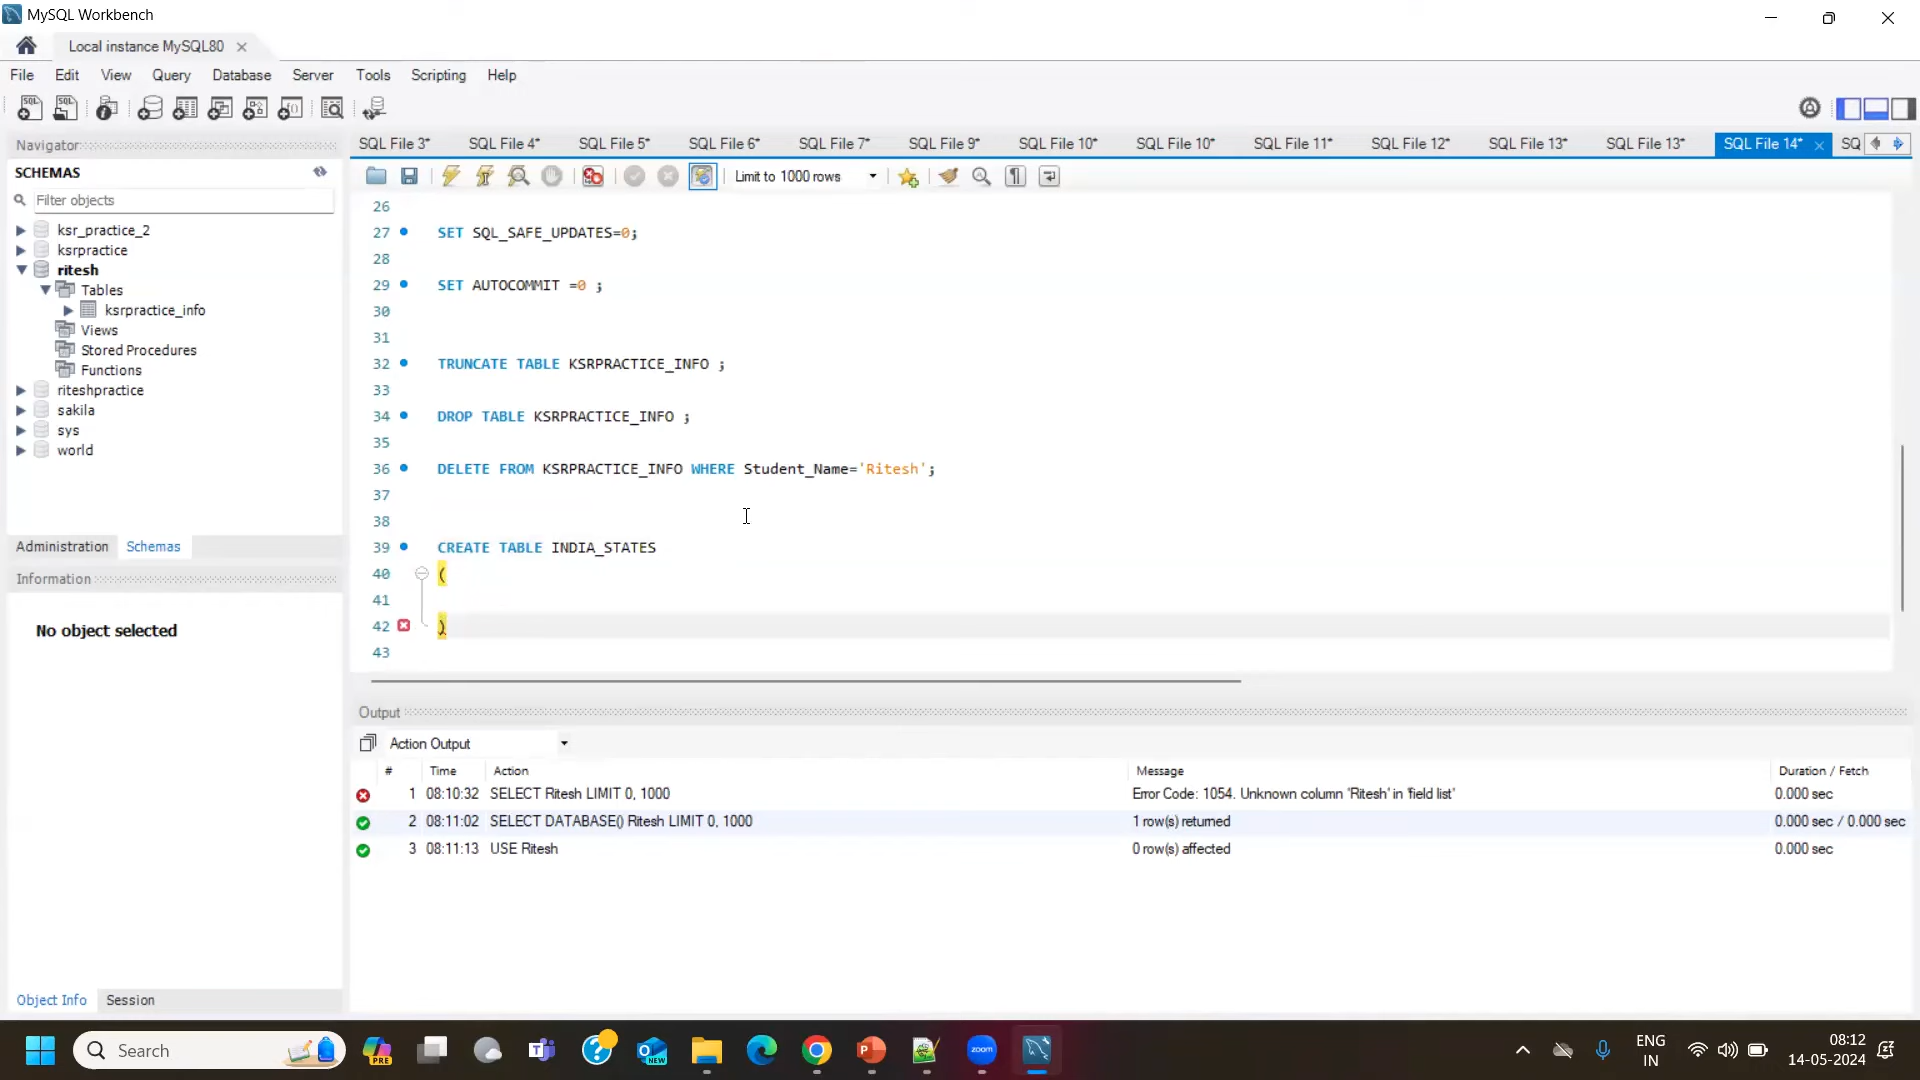 MySQL Workbench
Local instance MySQL80
File Edit View Query Database Server Tools Scripting Help
Navigator
SCHEMAS
Filter objects
ksr_practice_2
ksrpractice
ritesh
Tables
ksrpractice_info
Views
Stored Procedures
Functions
riteshpractice
sakila
sys
world
Administration Schemas
Information
No object selected
Object Info Session
SQL File 3* SQL File 4* SQL File 5* SQL File 6* SQL File 7* SQL File 9* SQL File 10* SQL File 10* SQL File 11* SQL File 12* SQL File 13* SQL File 13* SQL File 14* SQ
Limit to 1000 rows
26
27 SET SQL_SAFE_UPDATES=0;
28
29 SET AUTOCOMMIT =0 ;
30
31
32 TRUNCATE TABLE KSRPRACTICE_INFO ;
33
34 DROP TABLE KSRPRACTICE_INFO ;
35
36 DELETE FROM KSRPRACTICE_INFO WHERE Student_Name='Ritesh';
37
38
39 CREATE TABLE INDIA_STATES
40 (
41
42 )
43
Output
Action Output
# Time Action Message Duration / Fetch
1 08:10:32 SELECT Ritesh LIMIT 0, 1000 Error Code: 1054. Unknown column 'Ritesh' in 'field list' 0.000 sec
2 08:11:02 SELECT DATABASE() Ritesh LIMIT 0, 1000 1 row(s) returned 0.000 sec / 0.000 sec
3 08:11:13 USE Ritesh 0 row(s) affected 0.000 sec
Search
PRE
NEW
zoom
ENG
IN
08:12
14-05-2024